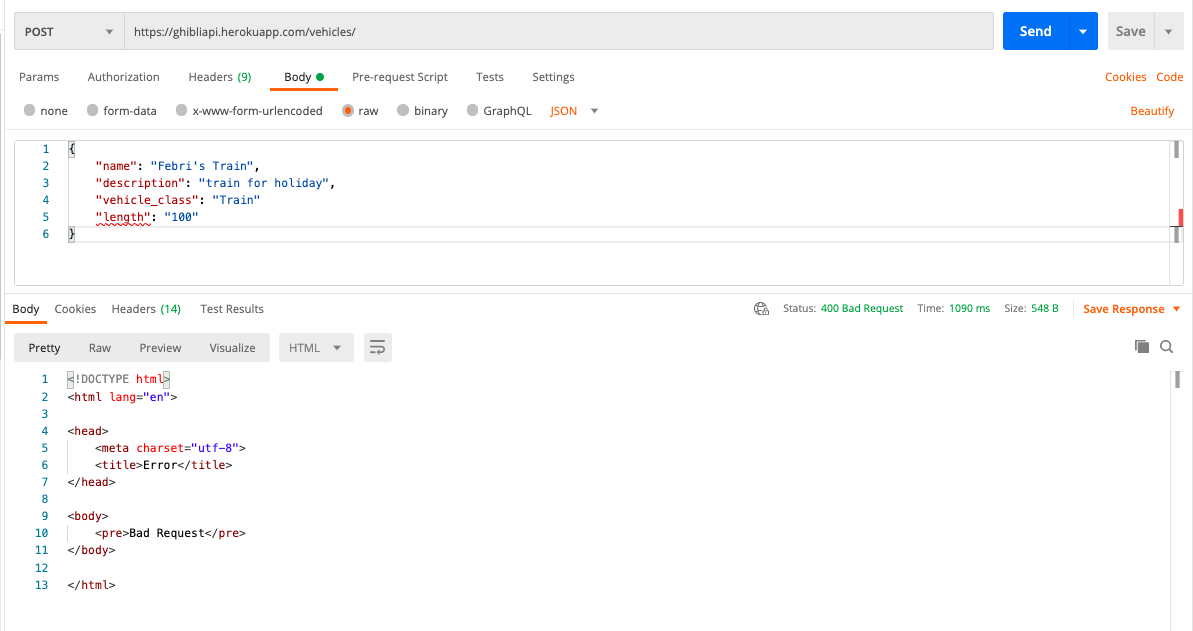 POST https://ghibliapi.herokuapp.com/vehicles/ Send Save
Params Authorization Headers (9) Body Pre-request Script Tests Settings Cookies Code
none form-data x-www-form-urlencoded raw binary GraphQL JSON Beautify
1 {
2 "name": "Febri's Train",
3 "description": "train for holiday",
4 "vehicle_class": "Train"
5 "length": "100"
6 }
Body Cookies Headers (14) Test Results Status: 400 Bad Request Time: 1090 ms Size: 548 B Save Response
Pretty Raw Preview Visualize HTML
1 <!DOCTYPE html>
2 <html lang="en">
3
4 <head>
5 <meta charset="utf-8">
6 <title>Error</title>
7 </head>
8
9 <body>
10 <pre>Bad Request</pre>
11 </body>
12
13 </html>